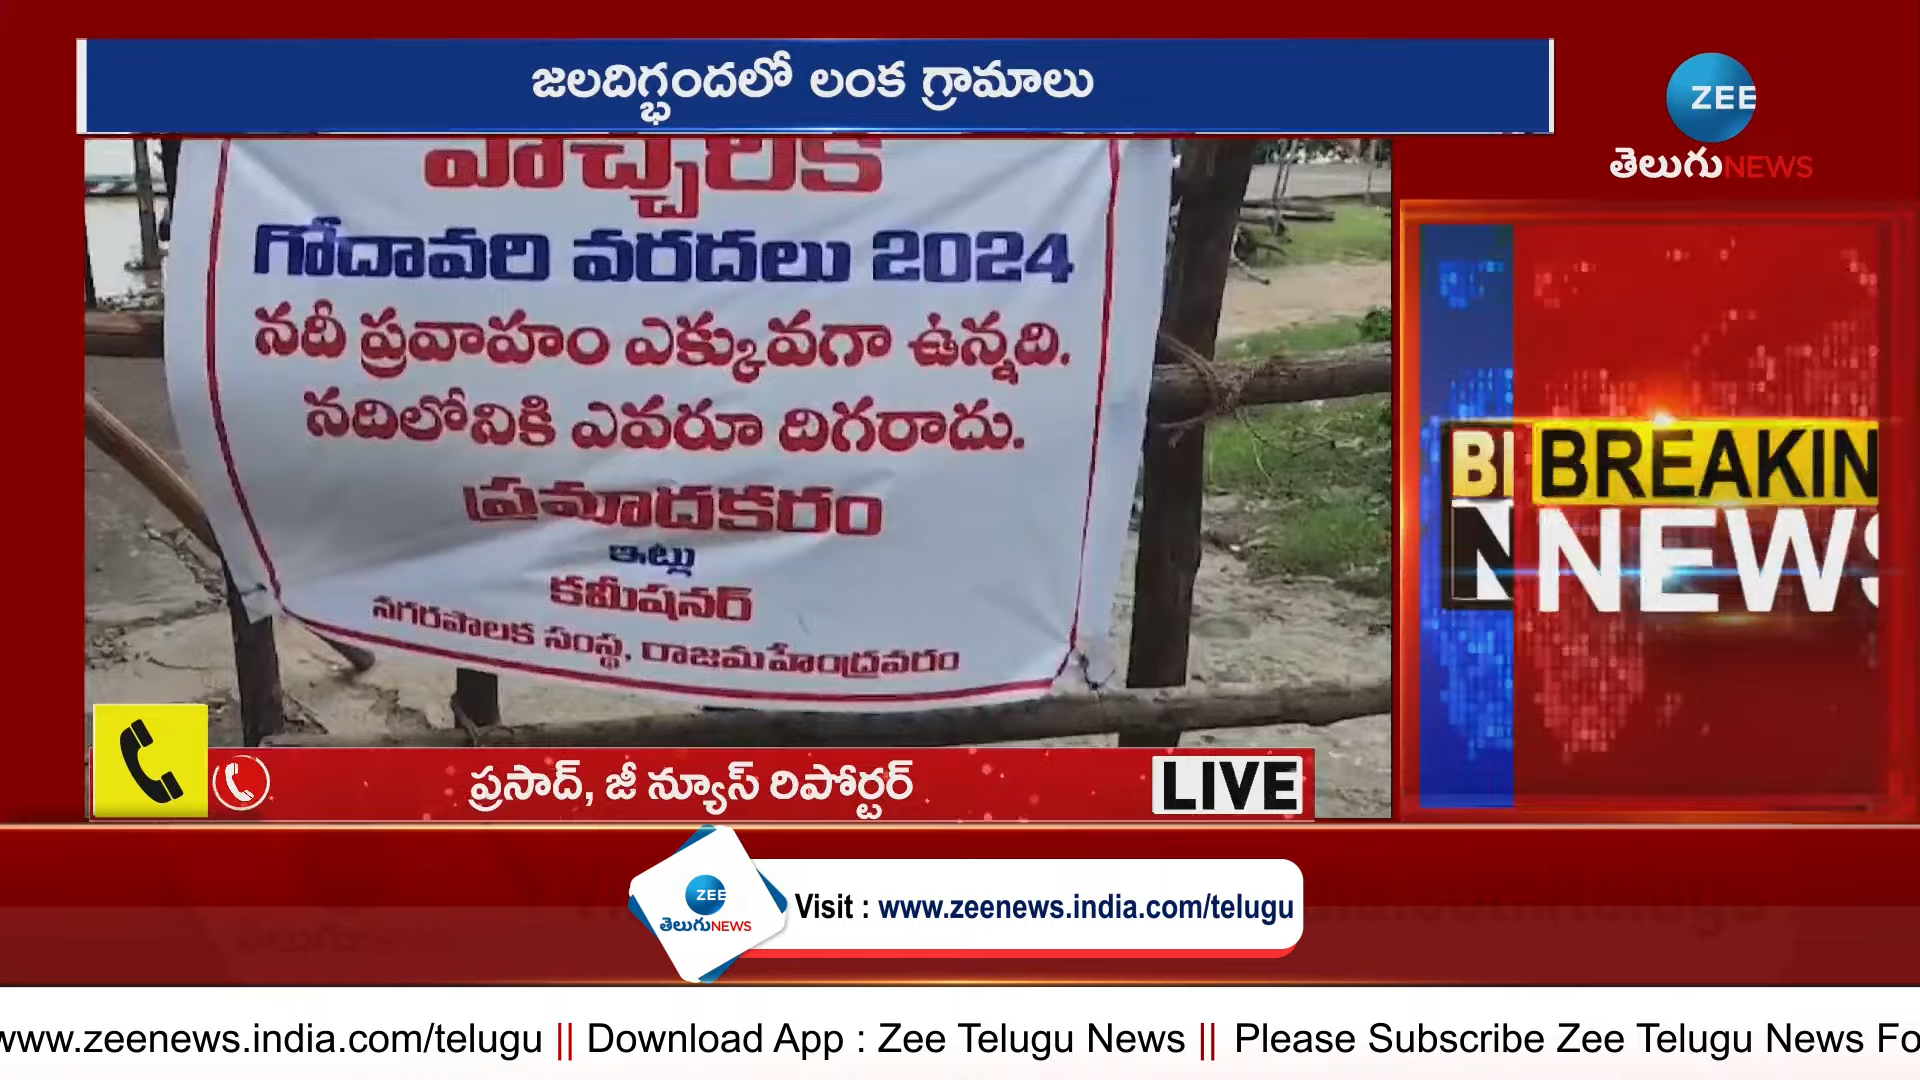 జలదిగ్బందలో లంక గ్రామాలు
ZEE
తెలుగు NEWS
గోదావరి వరదలు 2024
నదీ ప్రవాహం ఎక్కువగా ఉన్నది.
నదిలోనికి ఎవరూ దిగరాదు.
ప్రమాదకరం
ఇట్లు
కమీషనర్
నగరపాలక సంస్థ, రాజమహేంద్రవరం
BREAKIN
NEWS
ప్రసాద్, జీ న్యూస్ రిపోర్టర్
LIVE
ZEE
తెలుగు NEWS
Visit : www.zeenews.india.com/telugu
www.zeenews.india.com/telugu || Download App : Zee Telugu News || Please Subscribe Zee Telugu News Fo